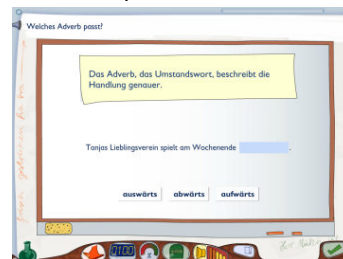 Welches Adverb passt?
Das Adverb, das Umstandswort, beschreibt die
Handlung genauer.
Tanjas Lieblingsverein spielt am Wochenende .
auswärts abwärts aufwärts
0100